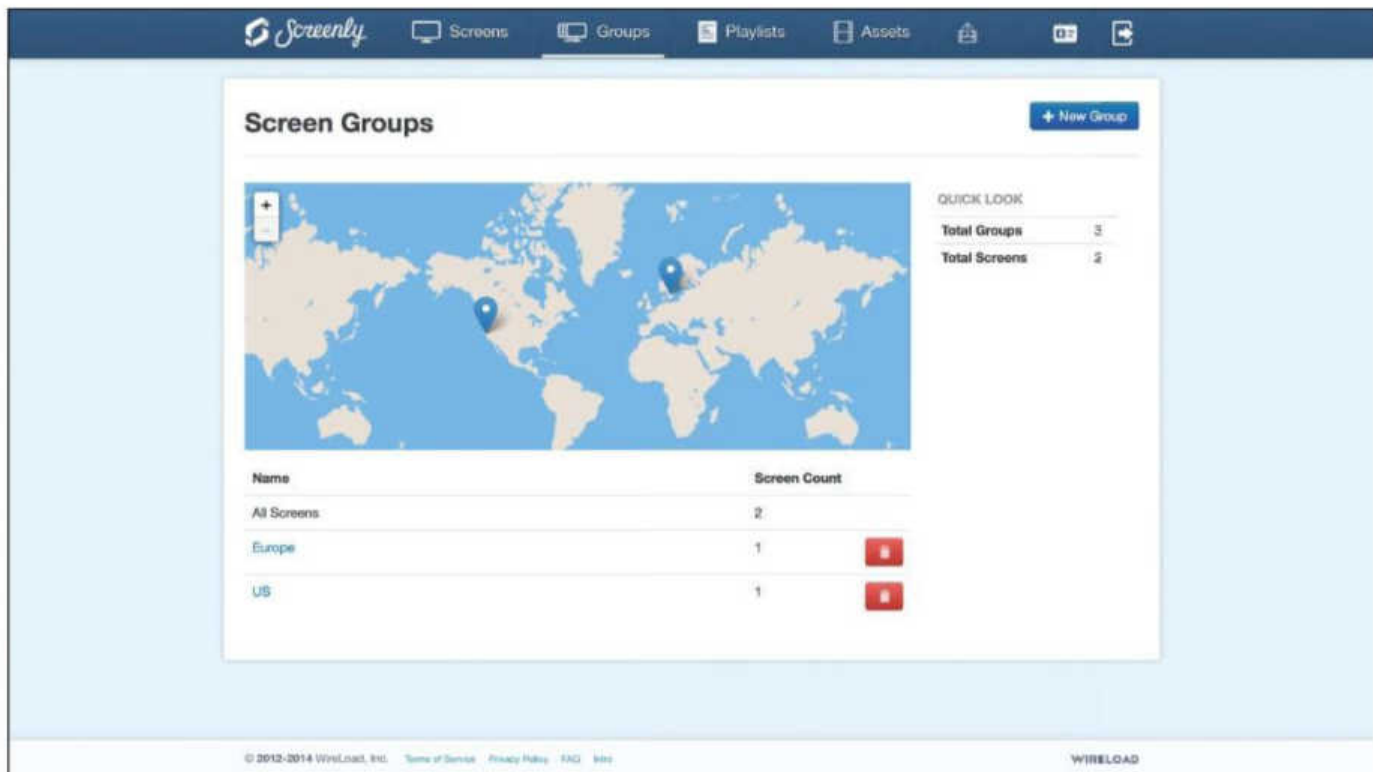 Screenly Screens Groups Playlists Assets
Screen Groups
+ New Group
+
QUICK LOOK
Total Groups 3
Total Screens 2
Name Screen Count
All Screens 2
Europe 1
US 1
© 2012-2014 WireLoad, Inc. Terms of Service Privacy Policy FAQ Intro
WIRELOAD